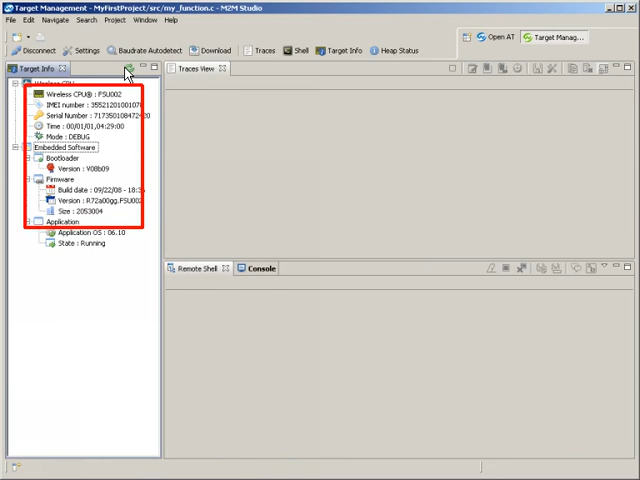 Target Management - MyFirstProject/src/my_function.c - M2M Studio
File Edit Navigate Search Project Window Help
Disconnect Settings Baudrate Autodetect Download Traces Shell Target Info Heap Status
Open AT Target Manag...
Target Info
Traces View
Wireless CPU
Wireless CPU® : FSU002
IMEI number :
Serial Number :
Time : 00/01/01,04:29:00
Mode : DEBUG
Embedded Software
Bootloader
Version : V08b09
Firmware
Build date : 09/22/08 - 18:3
Version : R72a00gg.FSU002
Size : 2053004
Application
Application OS : 06.10
State : Running
Remote Shell Console